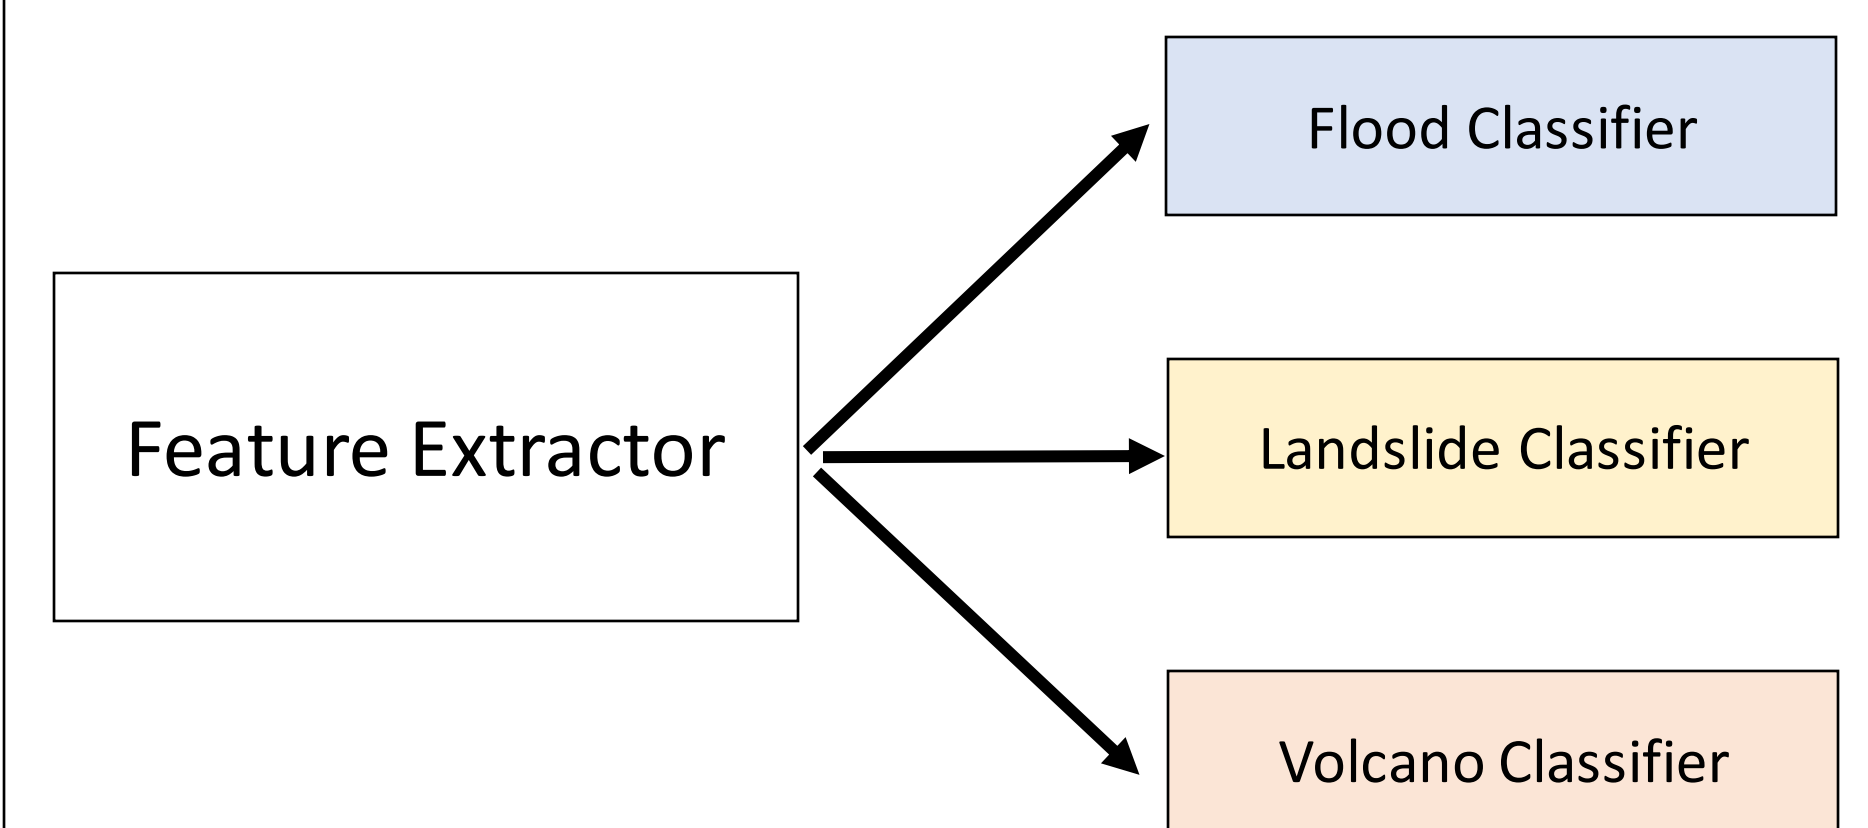 Flood Classifier
Feature Extractor
Landslide Classifier
Volcano Classifier